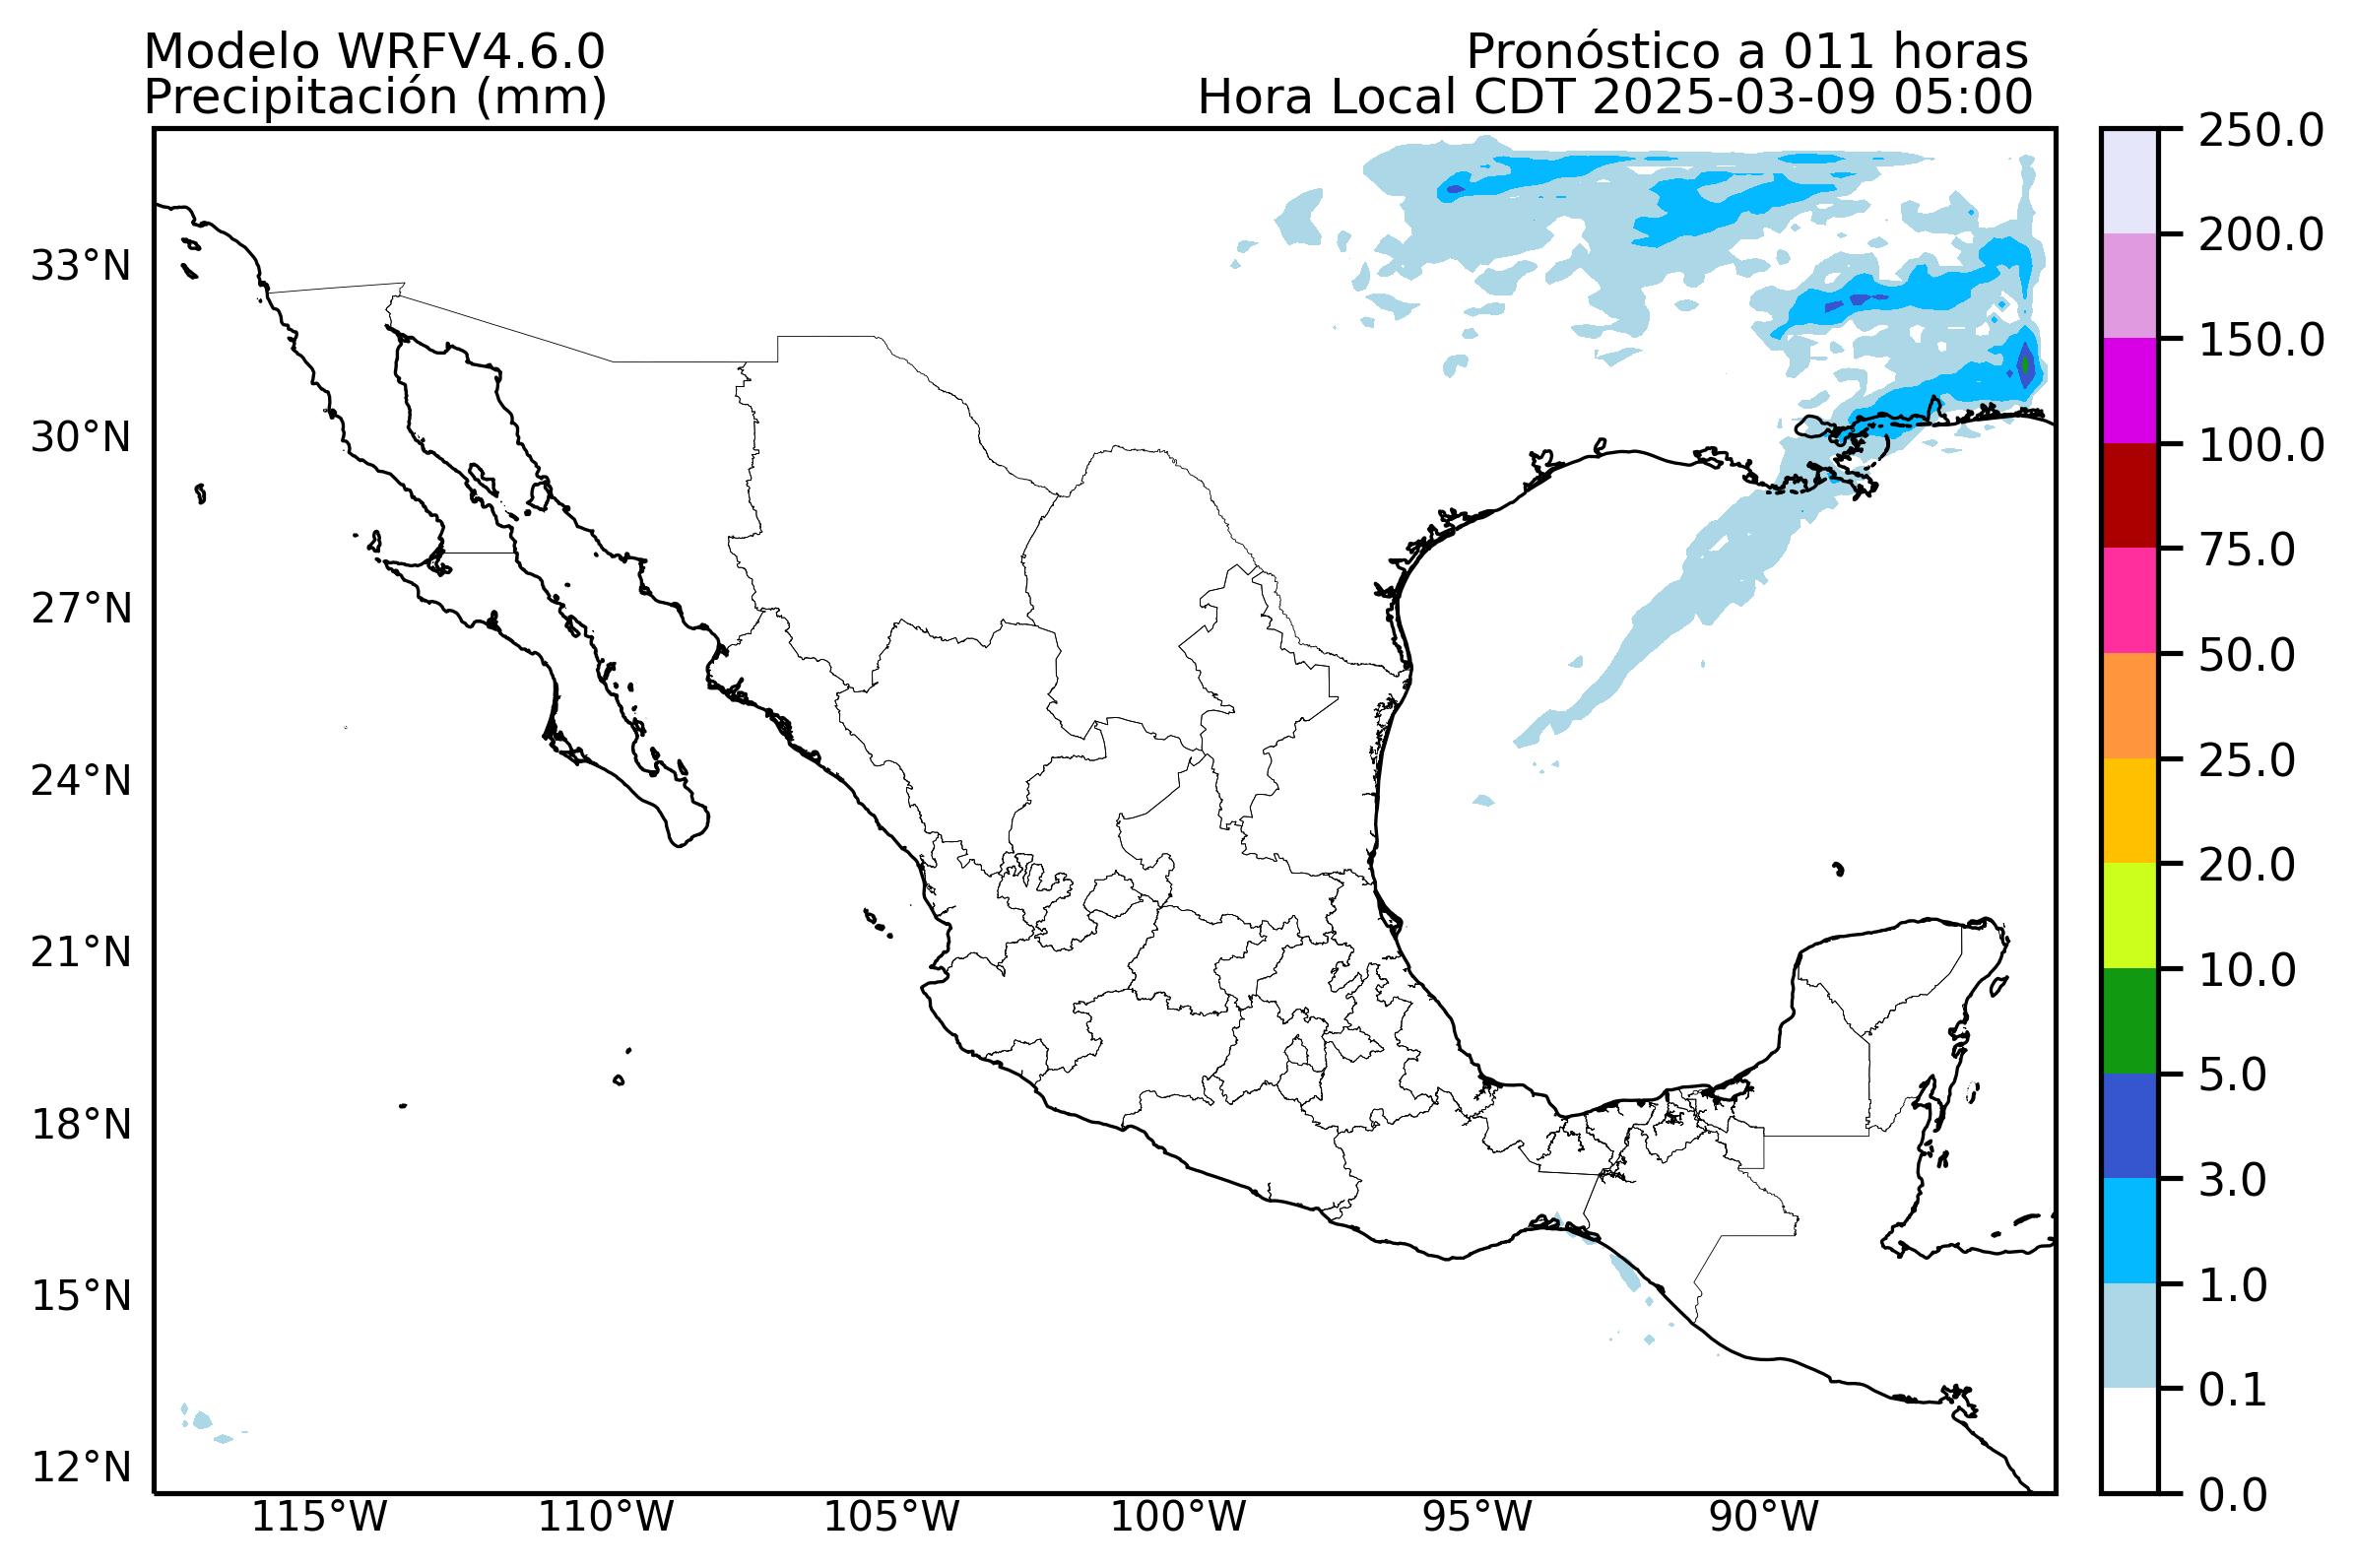 Modelo WRFV4.6.0
Pronóstico a 011 horas
Precipitación (mm)
Hora Local CDT 2025-03-09 05:00
250.0
200.0
150.0
100.0
75.0
50.0
25.0
20.0
10.0
5.0
3.0
1.0
0.1
0.0
33°N
30°N
27°N
24°N
21°N
18°N
15°N
12°N
115°W
110°W
105°W
100°W
95°W
90°W